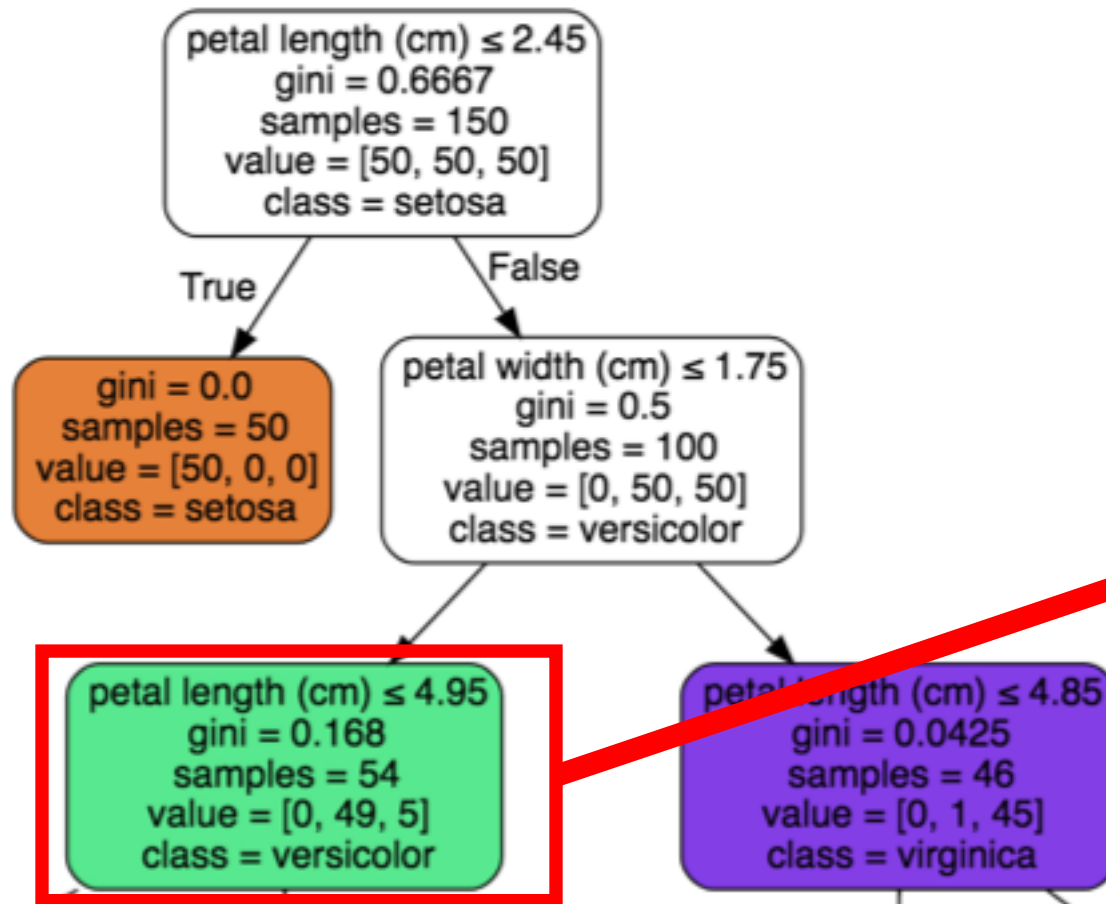 petal length (cm) ≤ 2.45
gini = 0.6667
samples = 150
value = [50, 50, 50]
class = setosa
True
False
gini = 0.0
samples = 50
value = [50, 0, 0]
class = setosa
petal width (cm) ≤ 1.75
gini = 0.5
samples = 100
value = [0, 50, 50]
class = versicolor
petal length (cm) ≤ 4.95
gini = 0.168
samples = 54
value = [0, 49, 5]
class = versicolor
petal length (cm) ≤ 4.85
gini = 0.0425
samples = 46
value = [0, 1, 45]
class = virginica